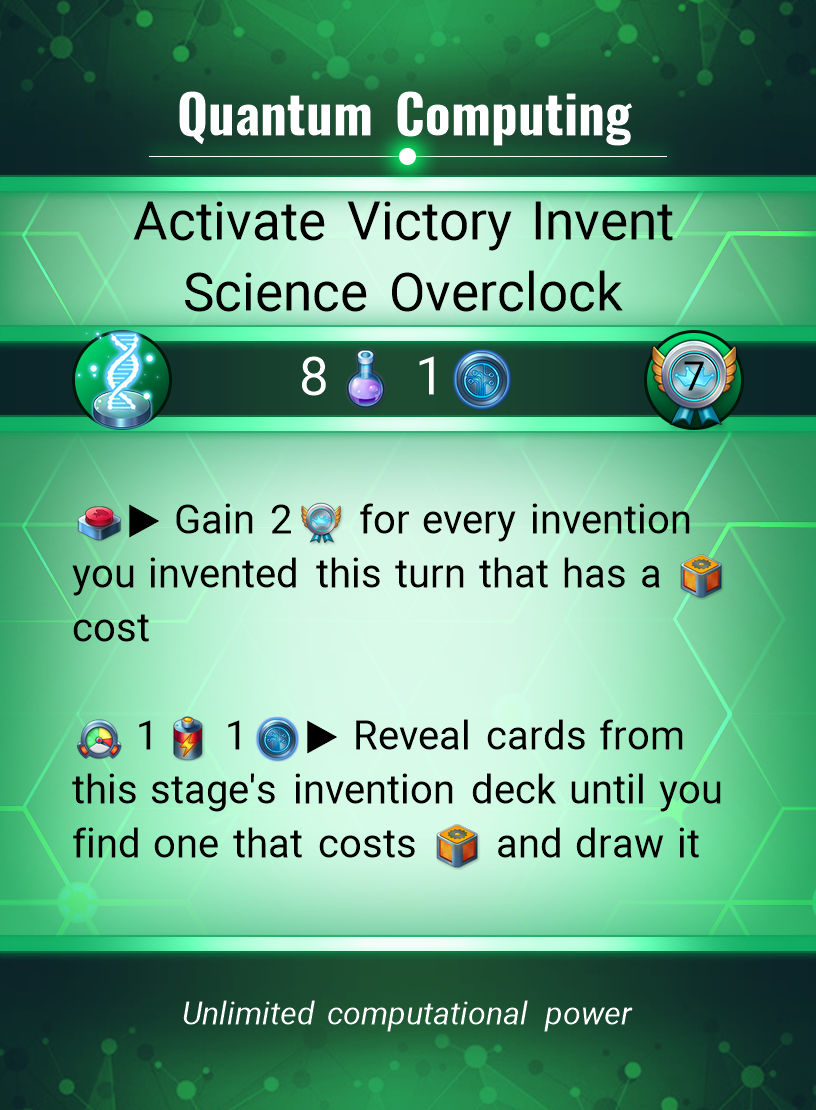 Quantum Computing
Activate Victory Invent
Science Overclock
8 1
7
▶ Gain 2 for every invention
you invented this turn that has a
cost
1 1 ▶ Reveal cards from
this stage's invention deck until you
find one that costs and draw it
Unlimited computational power